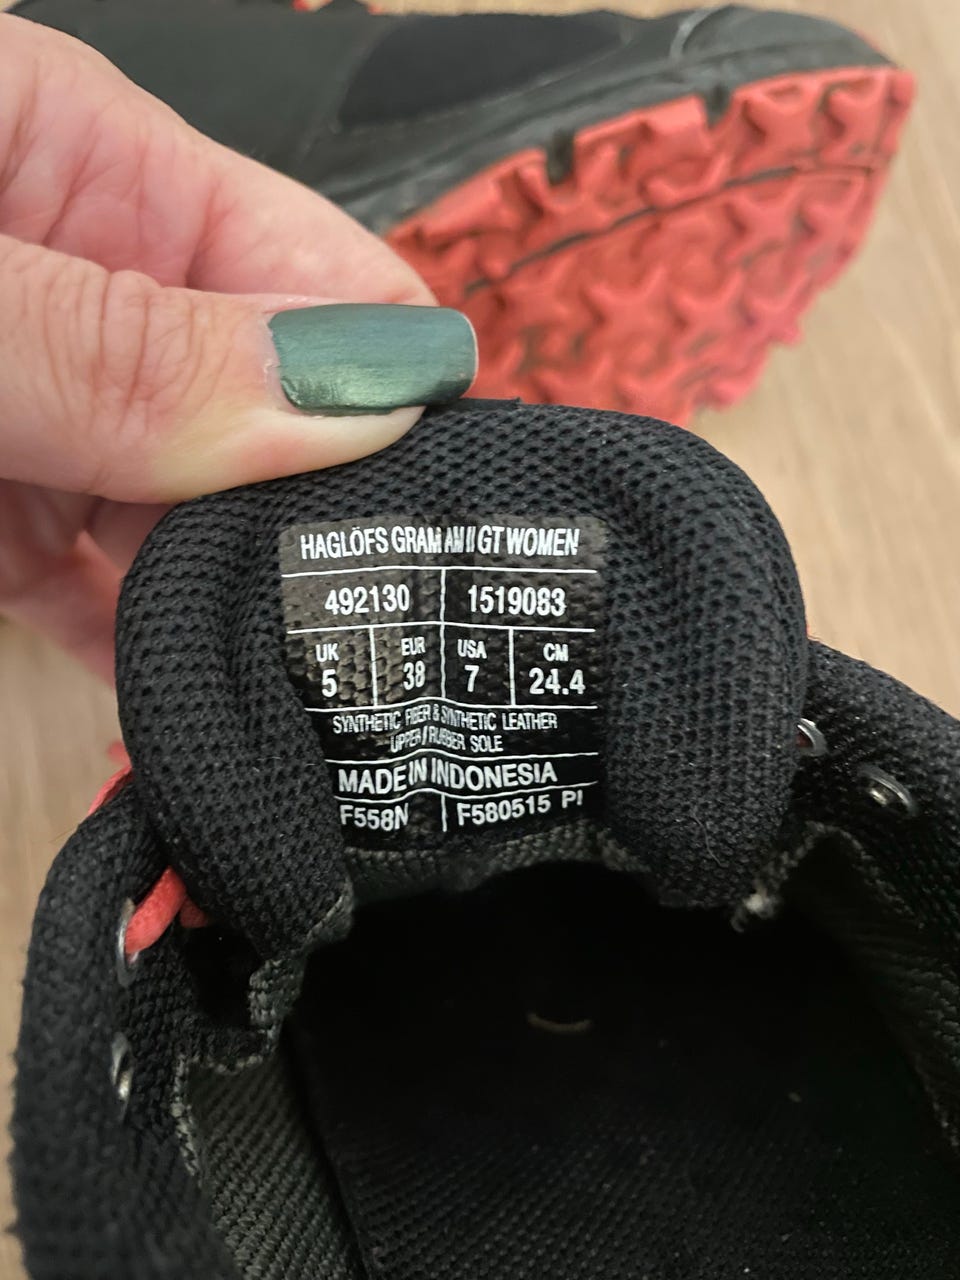 HAGLÖFS GRAM AM II GT WOMEN
492130 1519083
UK EUR USA CM
5 38 7 24.4
SYNTHETIC FIBER & SYNTHETIC LEATHER
UPPER / RUBBER SOLE
MADE IN INDONESIA
F558N F580515 P!